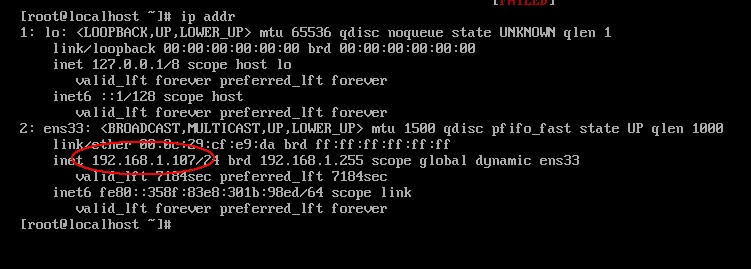 [FAILED]
[root@localhost ~]# ip addr
1: lo: <LOOPBACK,UP,LOWER_UP> mtu 65536 qdisc noqueue state UNKNOWN qlen 1
    link/loopback 00:00:00:00:00:00 brd 00:00:00:00:00:00
    inet 127.0.0.1/8 scope host lo
       valid_lft forever preferred_lft forever
    inet6 ::1/128 scope host
       valid_lft forever preferred_lft forever
2: ens33: <BROADCAST,MULTICAST,UP,LOWER_UP> mtu 1500 qdisc pfifo_fast state UP qlen 1000
    link/ether 00:0c:29:cf:e9:da brd ff:ff:ff:ff:ff:ff
    inet 192.168.1.107/24 brd 192.168.1.255 scope global dynamic ens33
       valid_lft 7184sec preferred_lft 7184sec
    inet6 fe80::358f:83e8:301b:98ed/64 scope link
       valid_lft forever preferred_lft forever
[root@localhost ~]#